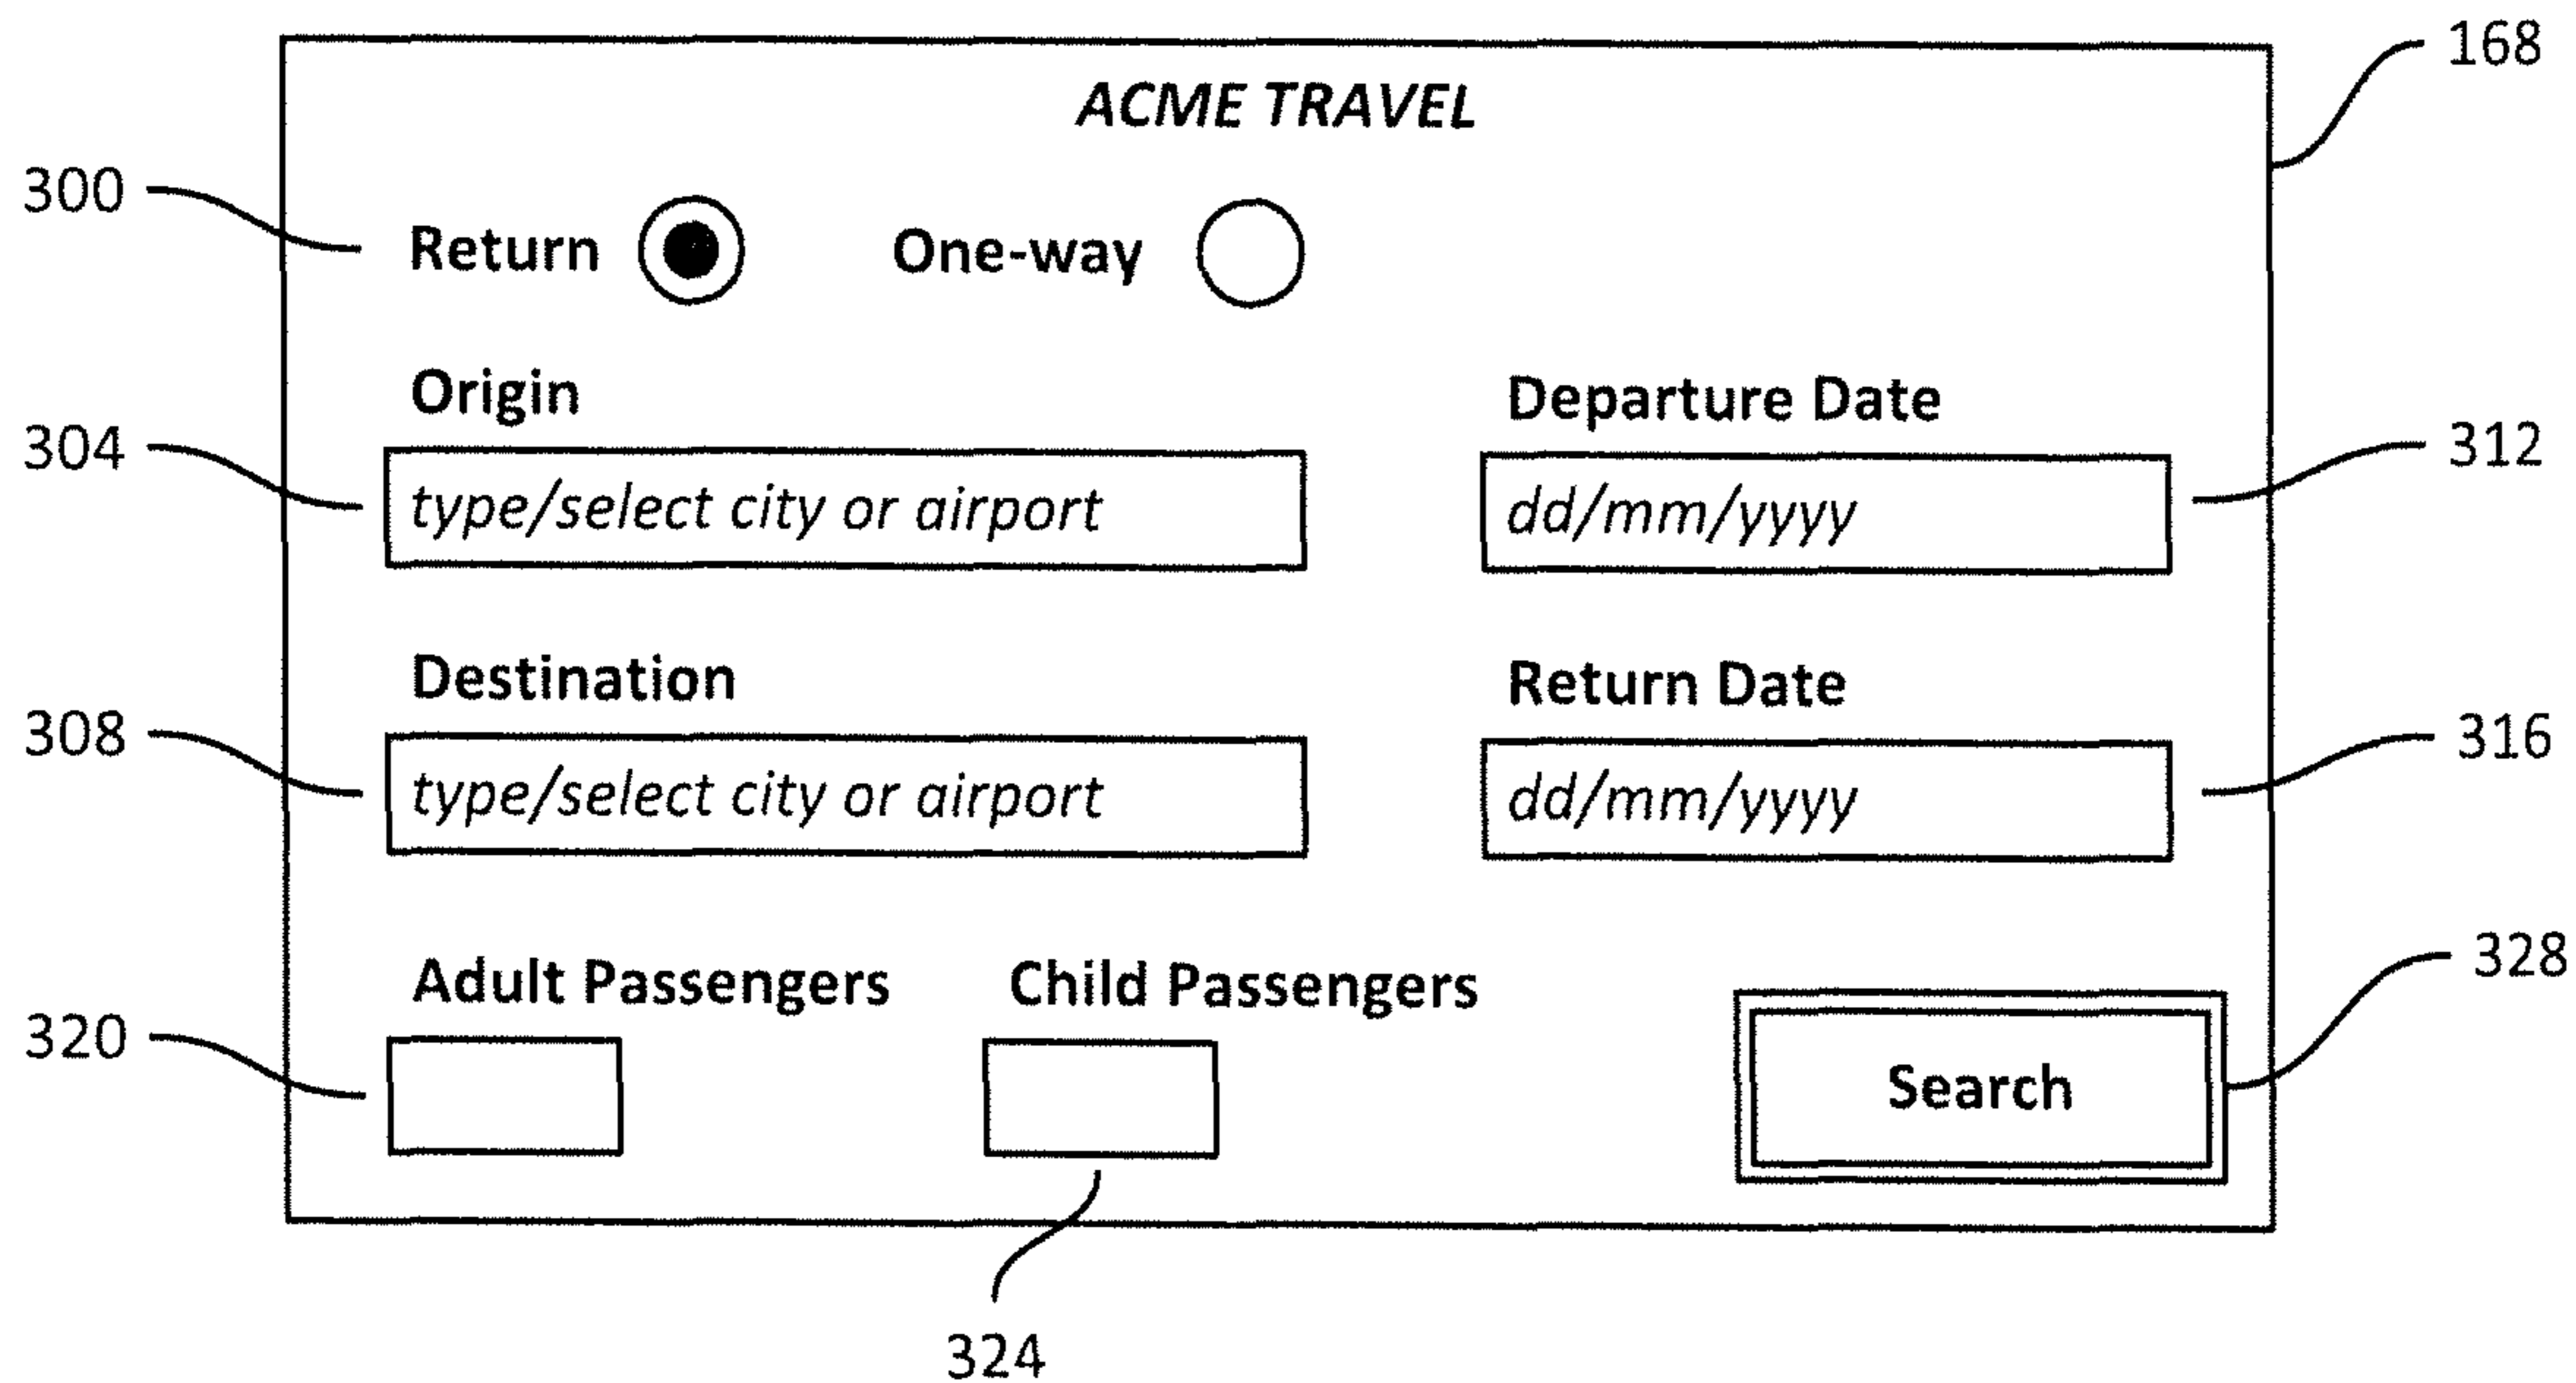 168
ACME TRAVEL
300
Return One-way
Origin Departure Date
304 312
type/select city or airport dd/mm/yyyy
Destination Return Date
308 316
type/select city or airport dd/mm/yyyy
Adult Passengers Child Passengers 328
320
Search
324